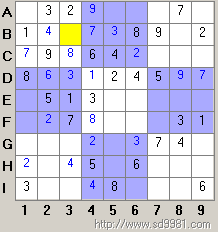 A 3 2 9 7
B 1 4 7 3 8 9 2
C 7 9 8 6 4 2
D 8 6 3 1 2 4 5 9 7
E 5 1 3
F 2 7 8 3 1
G 2 3 7 4
H 2 4 5 6
I 3 4 8 6
1 2 3 4 5 6 7 8 9
http://www.sd9981.com